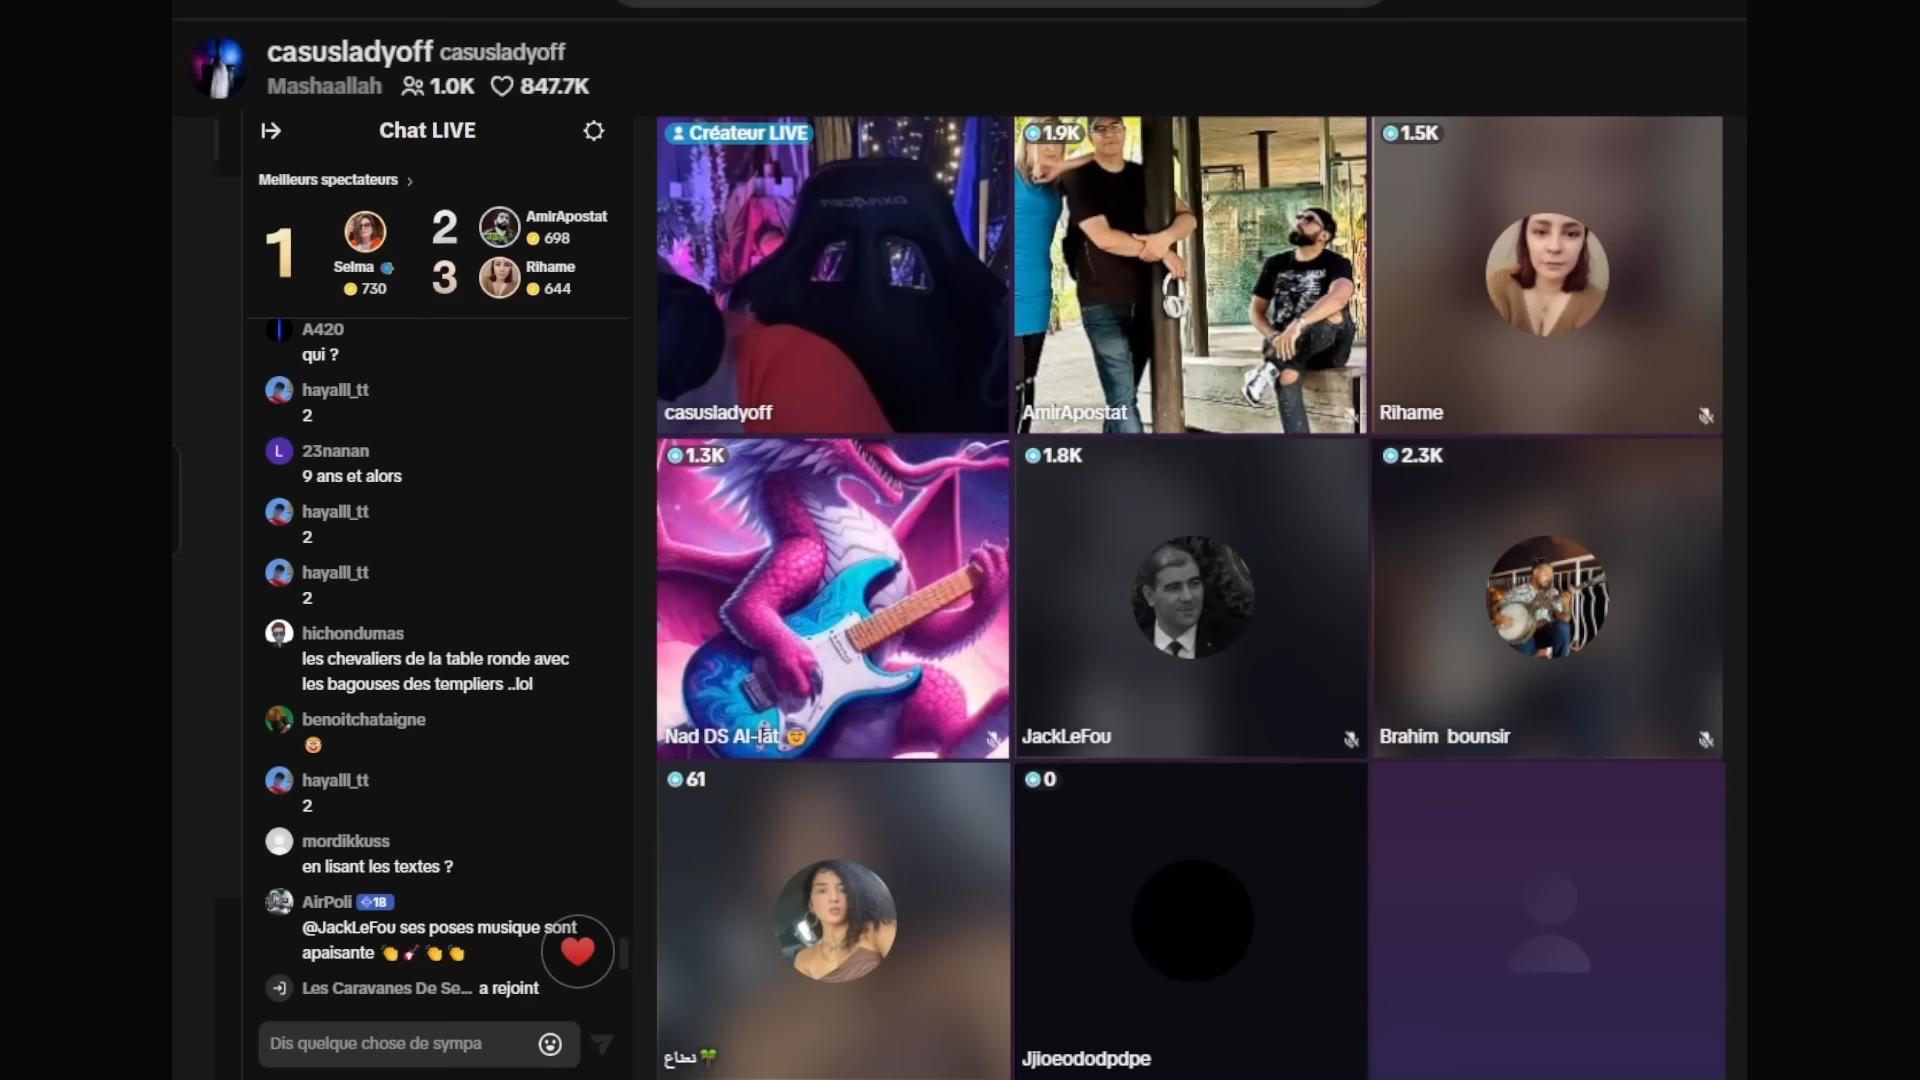 casusladyoff casusladyoff
Mashaallah 1.0K 847.7K
Chat LIVE
Meilleurs spectateurs
1
Selma
730
2
AmirApostat
698
3
Rihame
644
A420
qui ?
hayalll_tt
2
L
23nanan
9 ans et alors
hayalll_tt
2
hayalll_tt
2
hichondumas
les chevaliers de la table ronde avec
les bagouses des templiers ..lol
benoitchataigne
hayalll_tt
2
mordikkuss
en lisant les textes ?
AirPoli 18
@JackLeFou ses poses musique sont
apaisante
Les Caravanes De Se... a rejoint
Dis quelque chose de sympa
Créateur LIVE
casusladyoff
1.9K
AmirApostat
1.5K
Rihame
1.3K
Nad DS Al-lāt
1.8K
JackLeFou
2.3K
Brahim bounsir
61
0
Jjioeododpdpe